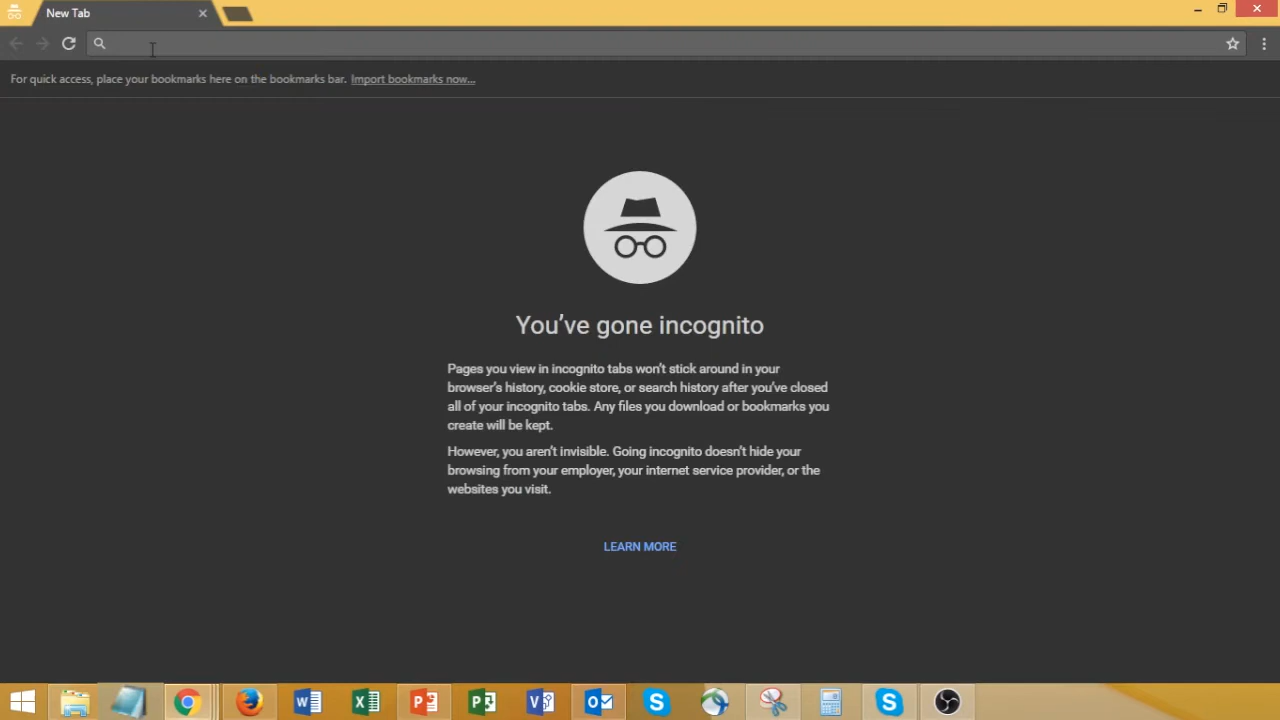 New Tab
For quick access, place your bookmarks here on the bookmarks bar. Import bookmarks now...
You've gone incognito
Pages you view in incognito tabs won't stick around in your
browser's history, cookie store, or search history after you've closed
all of your incognito tabs. Any files you download or bookmarks you
create will be kept.
However, you aren't invisible. Going incognito doesn't hide your
browsing from your employer, your internet service provider, or the
websites you visit.
LEARN MORE